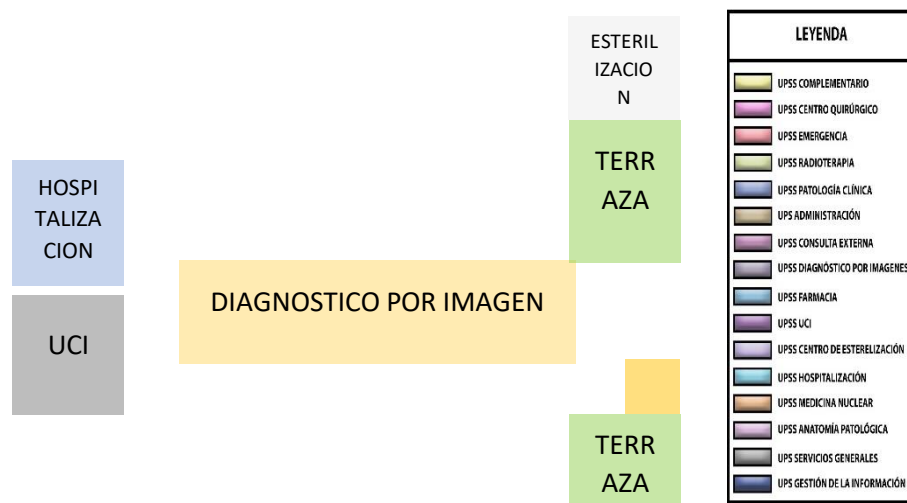 ESTERIL
IZACIO
N
TERR
AZA
HOSPI
TALIZA
CION
DIAGNOSTICO POR IMAGEN
UCI
TERR
AZA
LEYENDA
UPSS COMPLEMENTARIO
UPSS CENTRO QUIRÚRGICO
UPSS EMERGENCIA
UPSS RADIOTERAPIA
UPSS PATOLOGÍA CLÍNICA
UPS ADMINISTRACIÓN
UPSS CONSULTA EXTERNA
UPSS DIAGNÓSTICO POR IMAGENES
UPSS FARMACIA
UPSS UCI
UPSS CENTRO DE ESTERELIZACIÓN
UPSS HOSPITALIZACIÓN
UPSS MEDICINA NUCLEAR
UPSS ANATOMÍA PATOLÓGICA
UPS SERVICIOS GENERALES
UPS GESTIÓN DE LA INFORMACIÓN